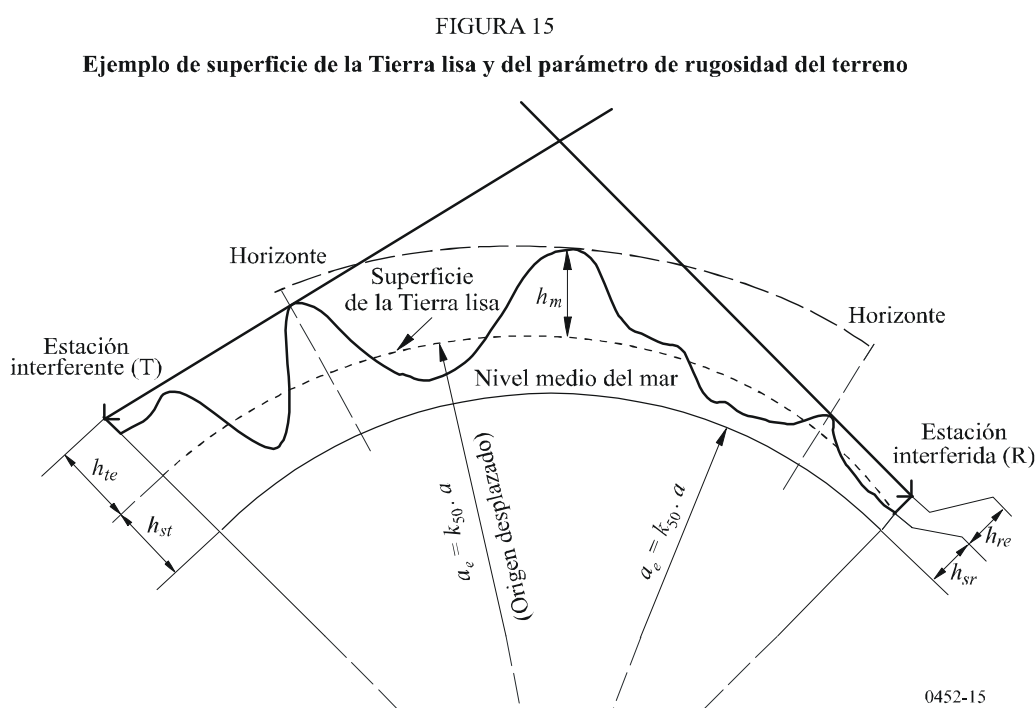 FIGURA 15
Ejemplo de superficie de la Tierra lisa y del parámetro de rugosidad del terreno
Horizonte
Superficie
de la Tierra lisa
h_m
Horizonte
Estación
interferente (T)
Nivel medio del mar
Estación
interferida (R)
h_te
h_st
a_e = k_50 · a
(Origen desplazado)
a_e = k_50 · a
h_re
h_sr
0452-15